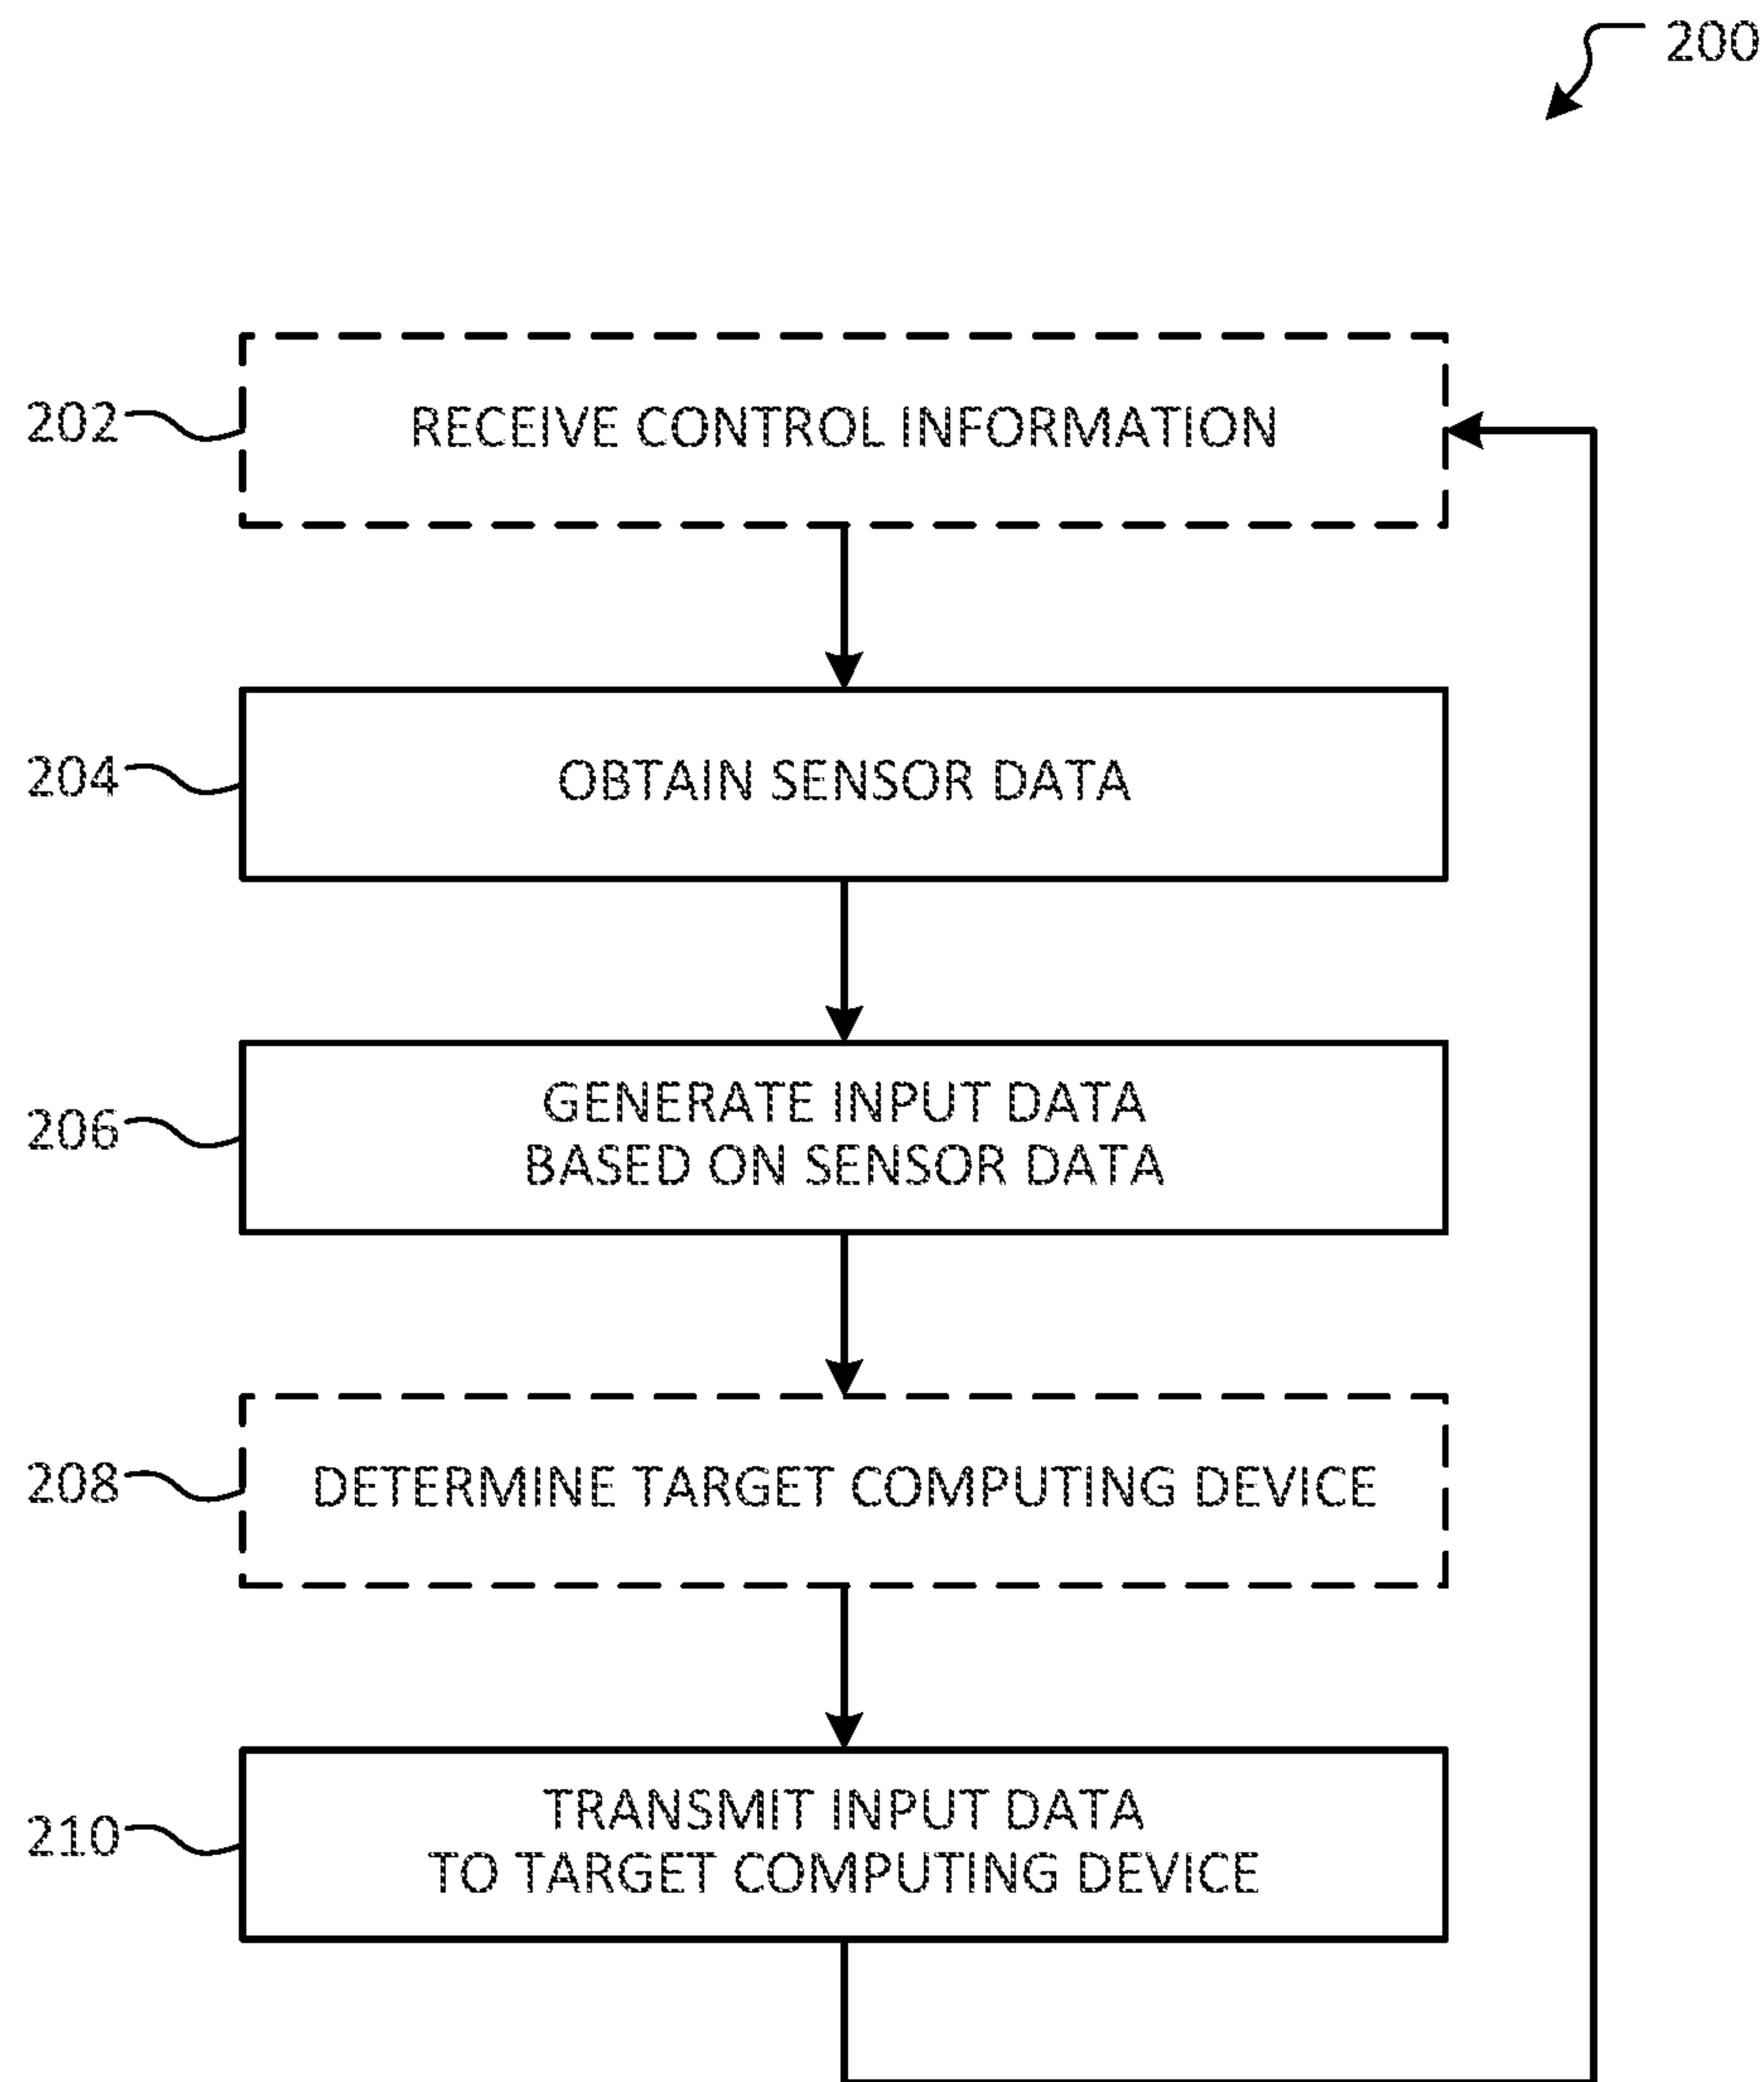 200
202
RECEIVE CONTROL INFORMATION
204
OBTAIN SENSOR DATA
206
GENERATE INPUT DATA
BASED ON SENSOR DATA
208
DETERMINE TARGET COMPUTING DEVICE
210
TRANSMIT INPUT DATA
TO TARGET COMPUTING DEVICE